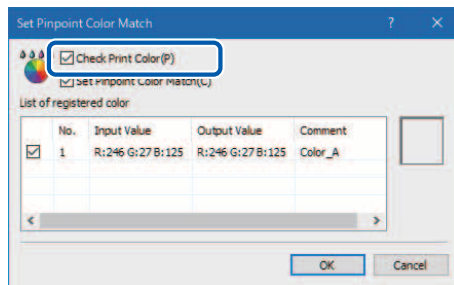 Set Pinpoint Color Match ? ×
Check Print Color(P)
Set Pinpoint Color Match(C)
List of registered color
No. Input Value Output Value Comment
1 R:246 G:27 B:125 R:246 G:27 B:125 Color_A
OK Cancel